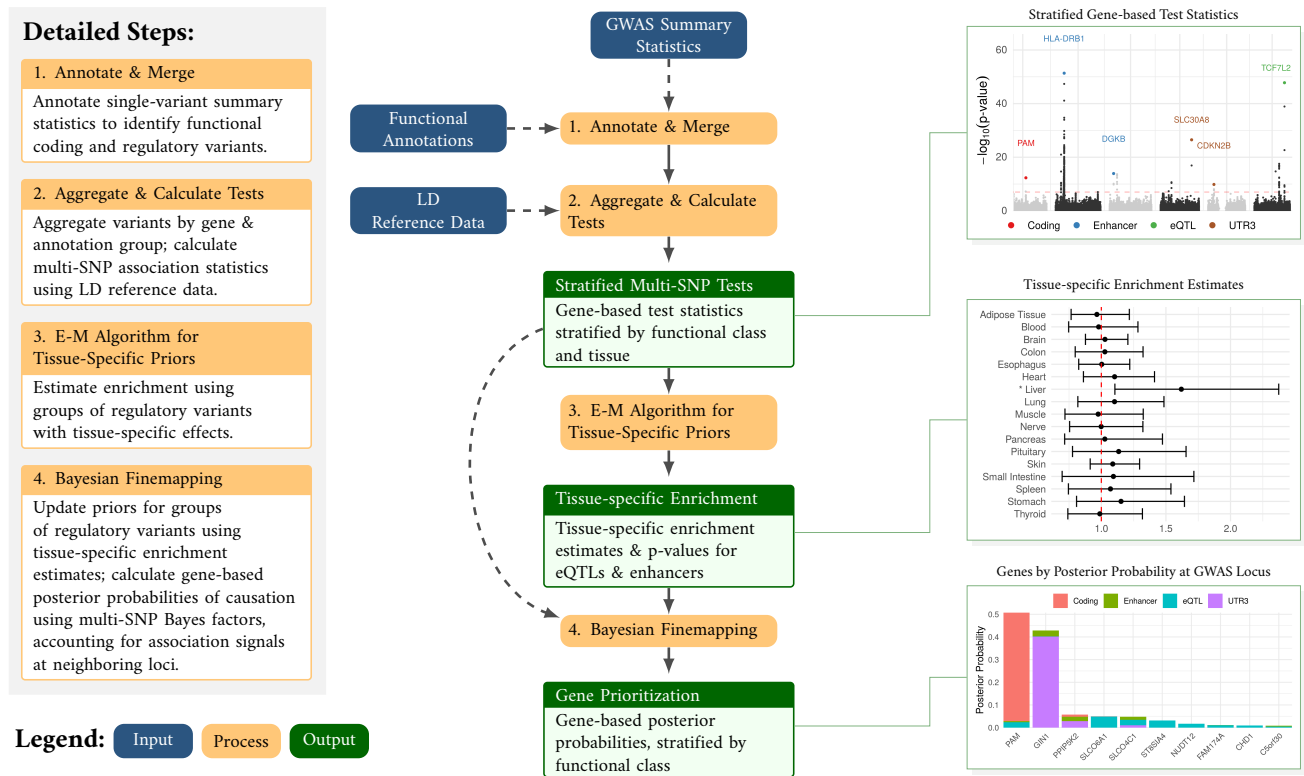 Detailed Steps:
1. Annotate & Merge
Annotate single-variant summary
statistics to identify functional
coding and regulatory variants.
2. Aggregate & Calculate Tests
Aggregate variants by gene &
annotation group; calculate
multi-SNP association statistics
using LD reference data.
3. E-M Algorithm for
Tissue-Specific Priors
Estimate enrichment using
groups of regulatory variants
with tissue-specific effects.
4. Bayesian Finemapping
Update priors for groups
of regulatory variants using
tissue-specific enrichment
estimates; calculate gene-based
posterior probabilities of causation
using multi-SNP Bayes factors,
accounting for association signals
at neighboring loci.
Legend:
Input
Process
Output
GWAS Summary
Statistics
Functional
Annotations
1. Annotate & Merge
LD
Reference Data
2. Aggregate & Calculate
Tests
Stratified Multi-SNP Tests
Gene-based test statistics
stratified by functional class
and tissue
3. E-M Algorithm for
Tissue-Specific Priors
Tissue-specific Enrichment
Tissue-specific enrichment
estimates & p-values for
eQTLs & enhancers
4. Bayesian Finemapping
Gene Prioritization
Gene-based posterior
probabilities, stratified by
functional class
Stratified Gene-based Test Statistics
−log₁₀(p-value)
60
40
20
0
HLA-DRB1
TCF7L2
SLC30A8
DGKB
CDKN2B
PAM
Coding
Enhancer
eQTL
UTR3
Tissue-specific Enrichment Estimates
Adipose Tissue
Blood
Brain
Colon
Esophagus
Heart
* Liver
Lung
Muscle
Nerve
Pancreas
Pituitary
Skin
Small Intestine
Spleen
Stomach
Thyroid
1.0 1.5 2.0
Genes by Posterior Probability at GWAS Locus
Coding Enhancer eQTL UTR3
Posterior Probability
0.5
0.4
0.3
0.2
0.1
0.0
PAM
GIN1
PPIP5K2
SLCO6A1
SLCO4C1
ST8SIA4
NUDT12
FAM174A
CHD1
C5orf30